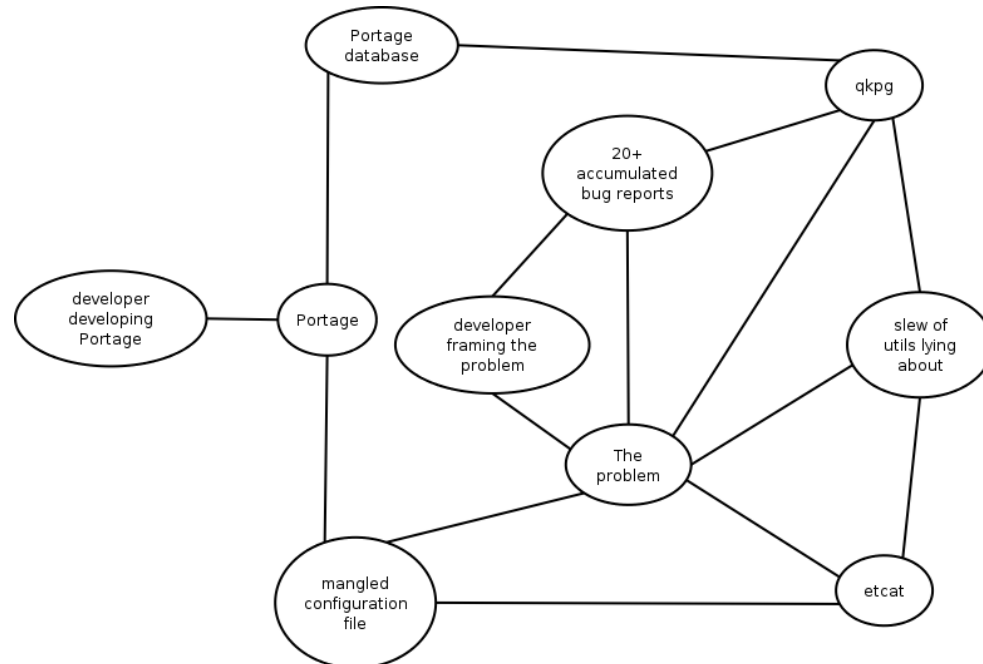 Portage
database
qkpg
20+
accumulated
bug reports
developer
developing
Portage
Portage
developer
framing the
problem
slew of
utils lying
about
The
problem
mangled
configuration
file
etcat